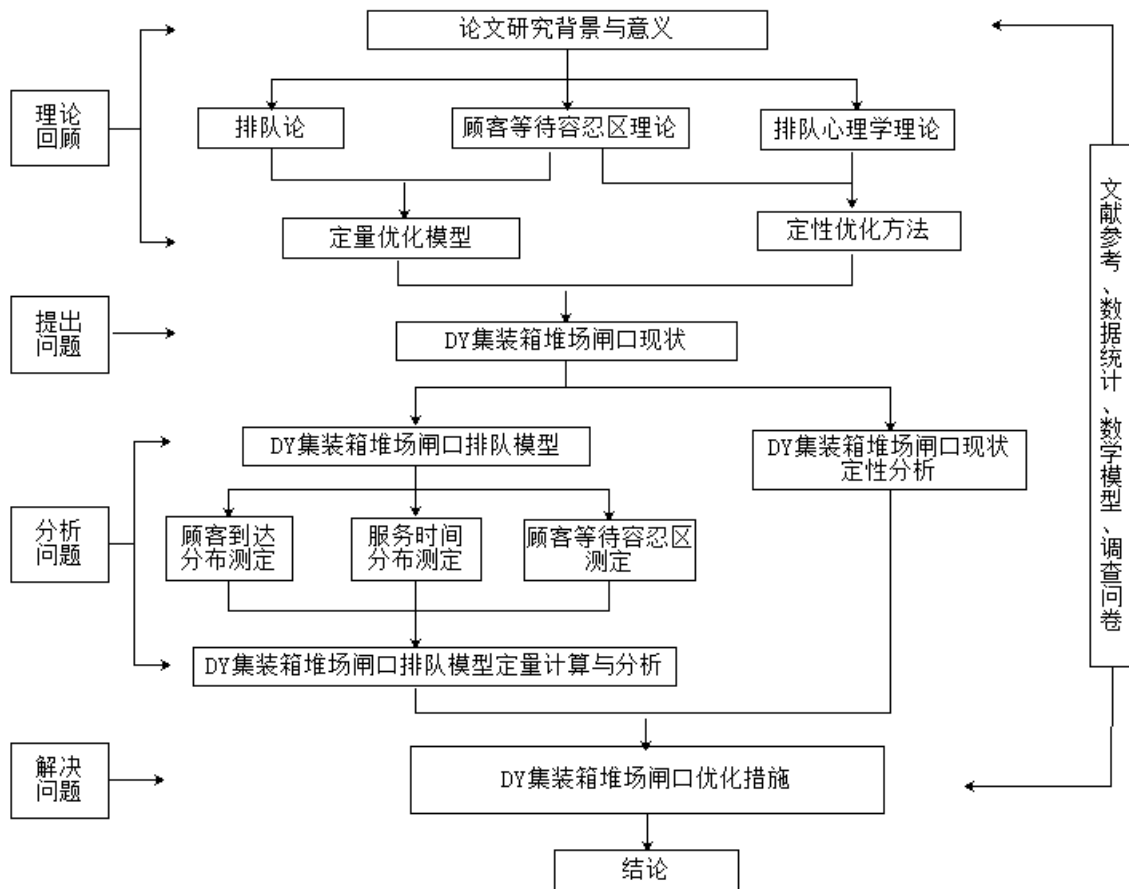 论文研究背景与意义
理论
回顾
排队论
顾客等待容忍区理论
排队心理学理论
定量优化模型
定性优化方法
提出
问题
DY集装箱堆场闸口现状
DY集装箱堆场闸口排队模型
DY集装箱堆场闸口现状
定性分析
分析
问题
顾客到达
分布测定
服务时间
分布测定
顾客等待容忍区
测定
DY集装箱堆场闸口排队模型定量计算与分析
解决
问题
DY集装箱堆场闸口优化措施
结论
文献参考、数据统计、数学模型、调查问卷